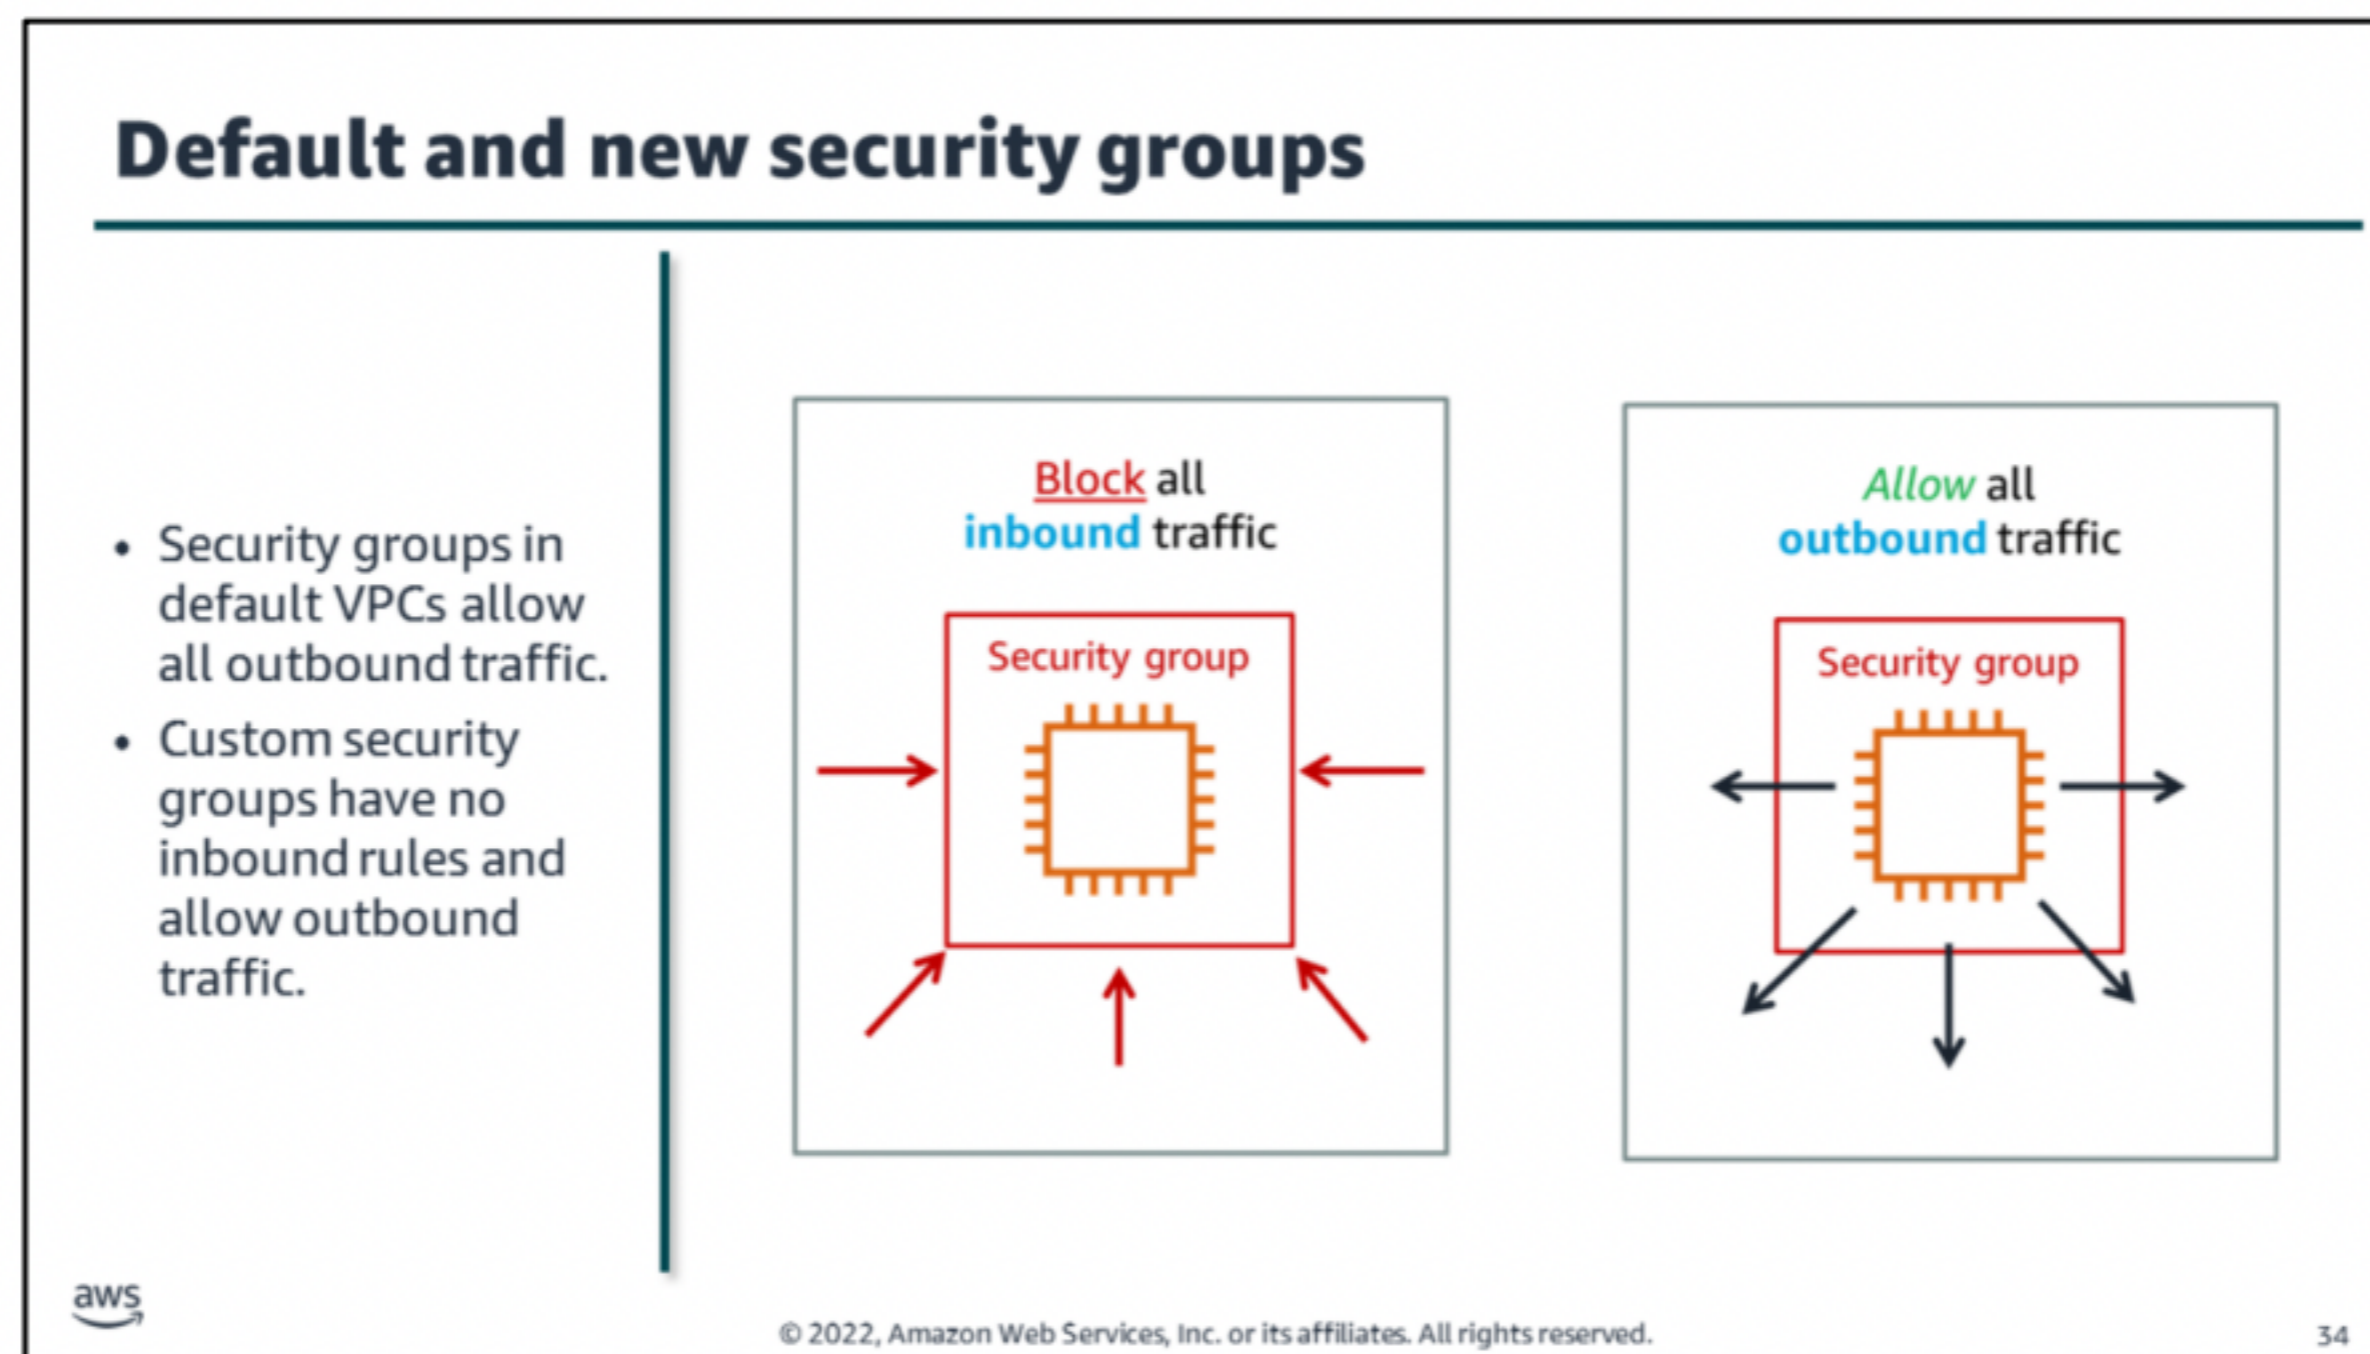 Default and new security groups
• Security groups in
default VPCs allow
all outbound traffic.
• Custom security
groups have no
inbound rules and
allow outbound
traffic.
Block all
inbound traffic
Security group
Allow all
outbound traffic
Security group
aws
© 2022, Amazon Web Services, Inc. or its affiliates. All rights reserved.
34